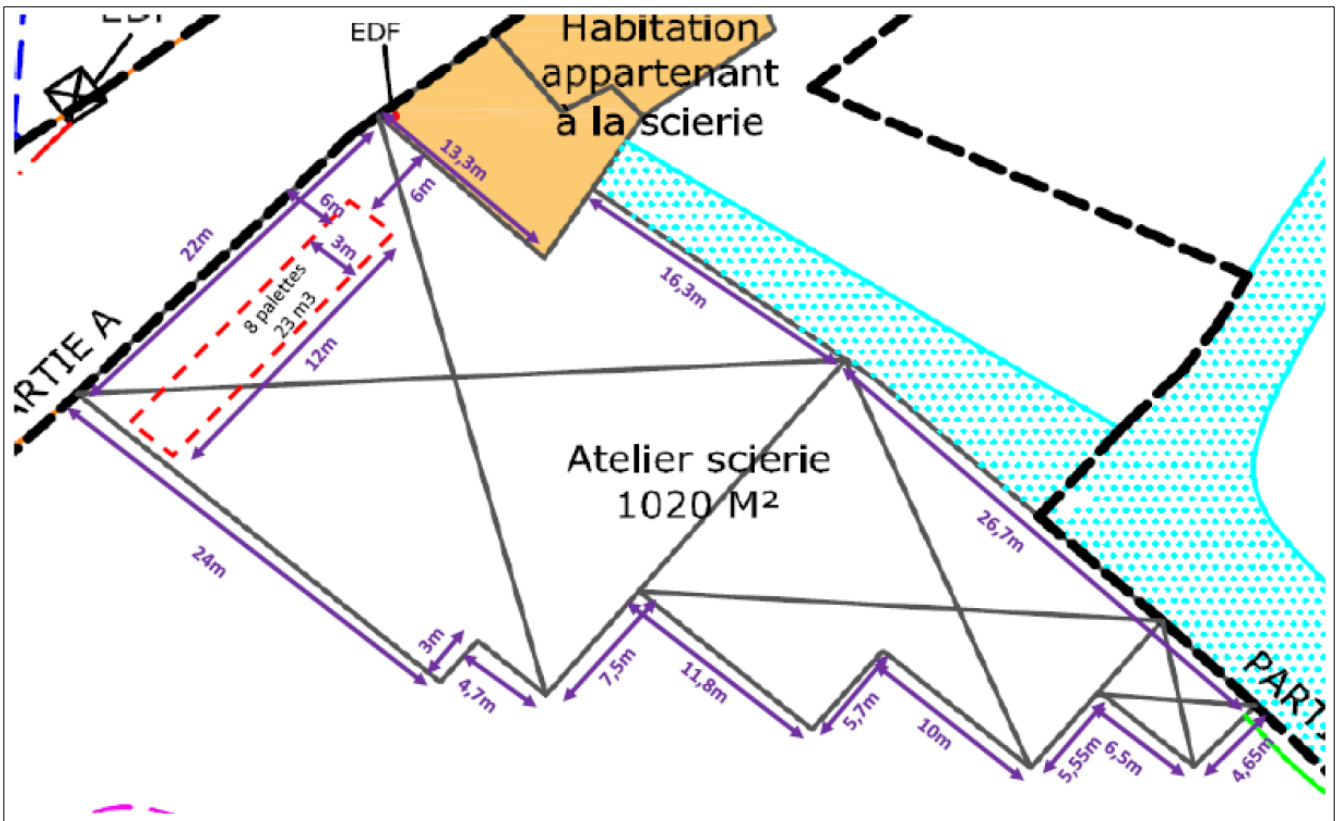 EDF
Habitation
appartenant
à la scierie
13,3m
6m
6m
22m
3m
8 palettes
23 m3
12m
16,3m
Atelier scierie
1020 M²
26,7m
24m
3m
4,7m
7,5m
11,8m
5,7m
10m
5,55m
6,5m
4,65m